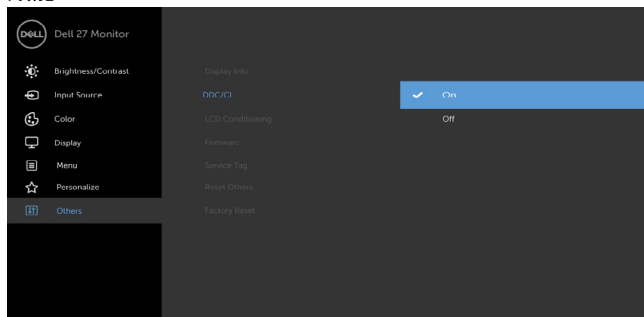 DELL
Dell 27 Monitor
Brightness/Contrast
Input Source
Color
Display
Menu
Personalize
Others
Display Info
DDC/CI
LCD Conditioning
Firmware
Service Tag
Reset Others
Factory Reset
On
Off